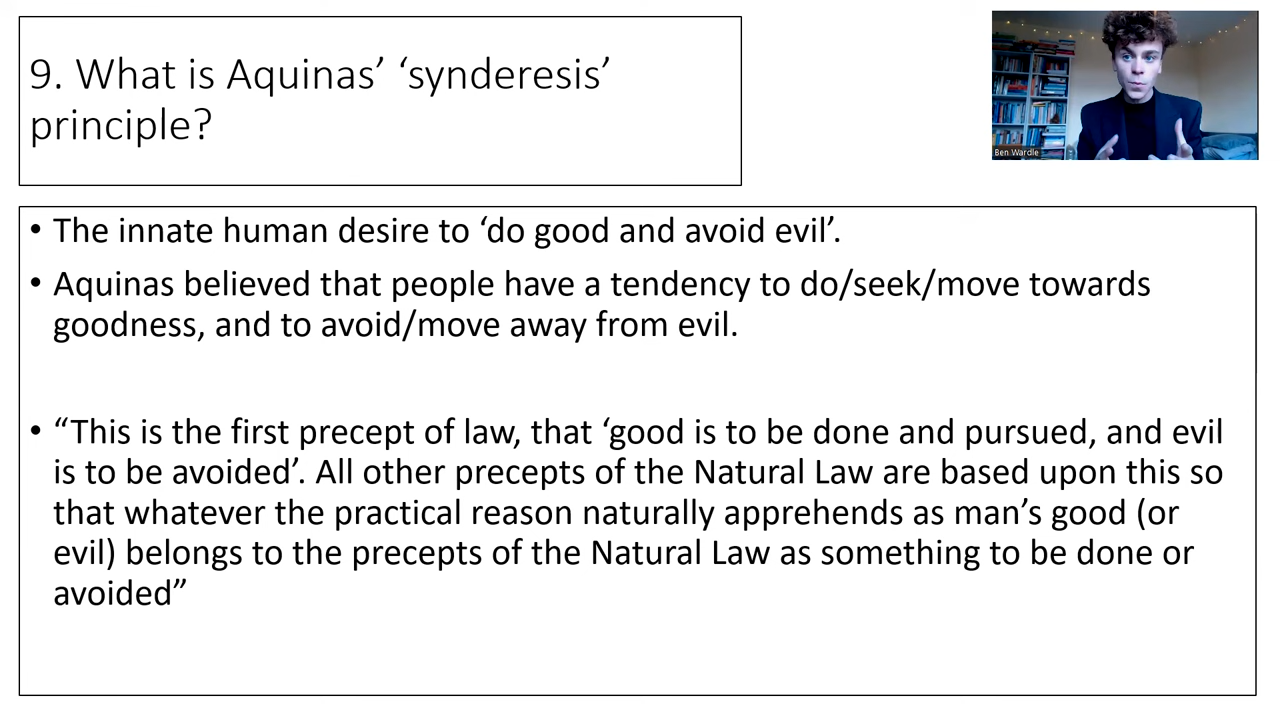 9. What is Aquinas’ ‘synderesis’
principle?
Ben Wardle
• The innate human desire to ‘do good and avoid evil’.
• Aquinas believed that people have a tendency to do/seek/move towards
goodness, and to avoid/move away from evil.
• “This is the first precept of law, that ‘good is to be done and pursued, and evil
is to be avoided’. All other precepts of the Natural Law are based upon this so
that whatever the practical reason naturally apprehends as man’s good (or
evil) belongs to the precepts of the Natural Law as something to be done or
avoided”